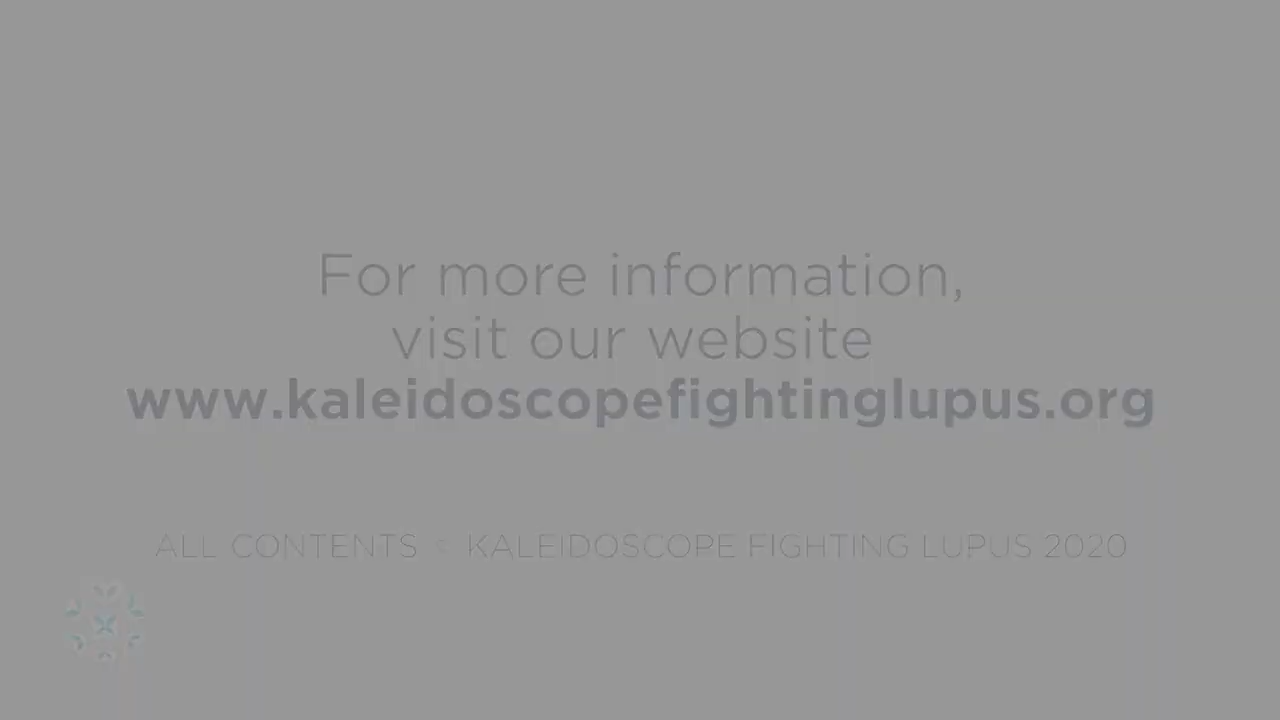 For more information,
visit our website
www.kaleidoscopefightinglupus.org
ALL CONTENTS © KALEIDOSCOPE FIGHTING LUPUS 2020